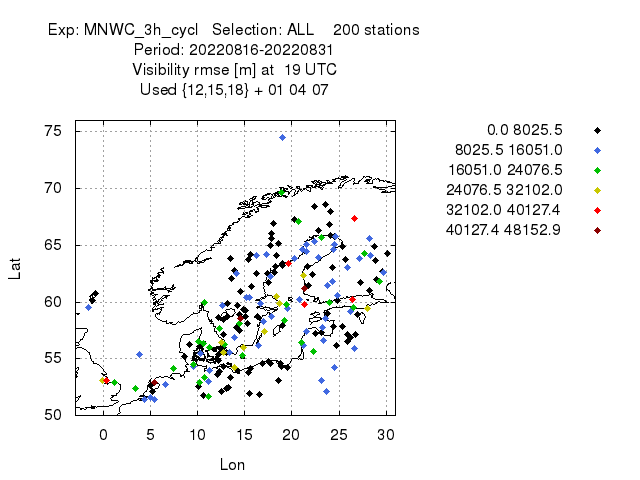 Exp: MNWC_3h_cycl   Selection: ALL    200 stations
Period: 20220816-20220831
Visibility rmse [m] at  19 UTC
Used {12,15,18} + 01 04 07
0.0 8025.5
8025.5 16051.0
16051.0 24076.5
24076.5 32102.0
32102.0 40127.4
40127.4 48152.9
75
70
65
60
55
50
Lat
0 5 10 15 20 25 30
Lon